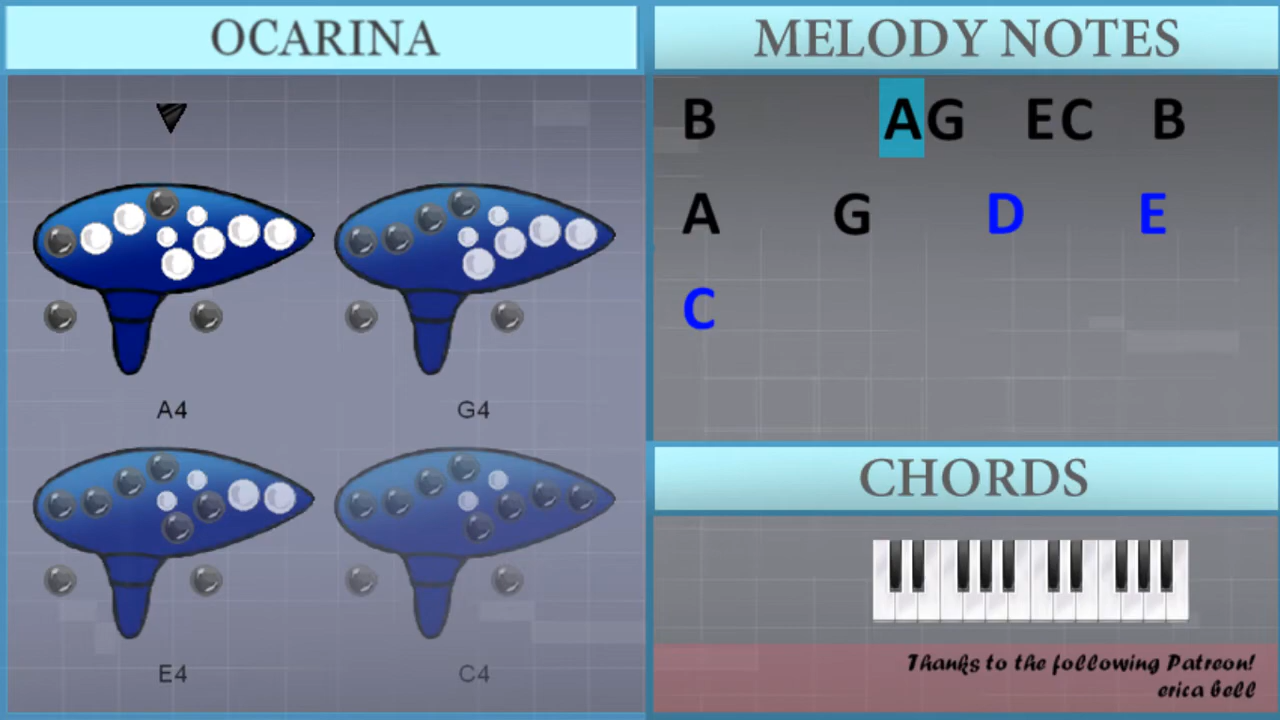 OCARINA
A4 G4
E4 C4
MELODY NOTES
B AG EC B
A G D E
C
CHORDS
Thanks to the following Patreon!
erica bell